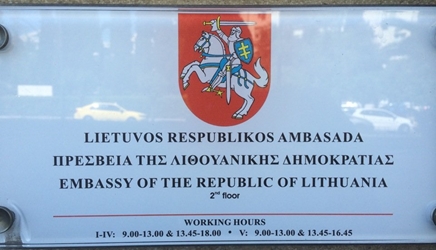 LIETUVOS RESPUBLIKOS AMBASADA
ΠΡΕΣΒΕΙΑ ΤΗΣ ΛΙΘΟΥΑΝΙΚΗΣ ΔΗΜΟΚΡΑΤΙΑΣ
EMBASSY OF THE REPUBLIC OF LITHUANIA
2nd floor
WORKING HOURS
I-IV: 9.00-13.00 & 13.45-18.00 * V: 9.00-13.00 & 13.45-16.45